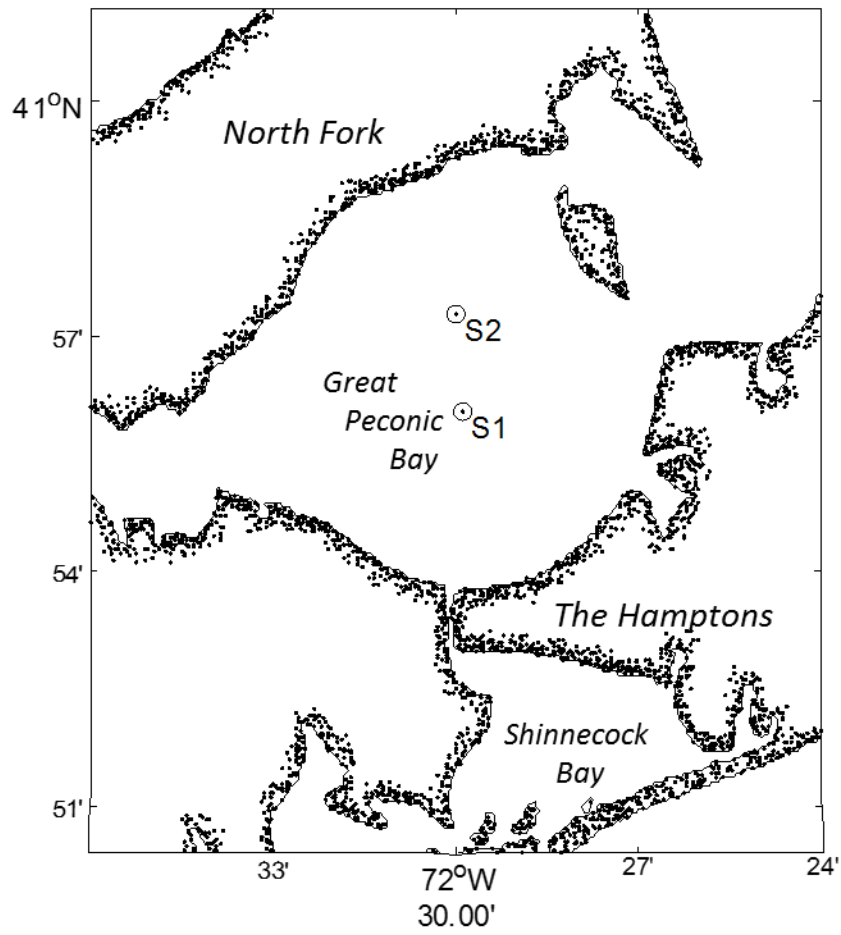 41°N
North Fork
57'
S2
Great
Peconic
Bay
S1
54'
The Hamptons
Shinnecock
Bay
51'
33'
72°W
30.00'
27'
24'